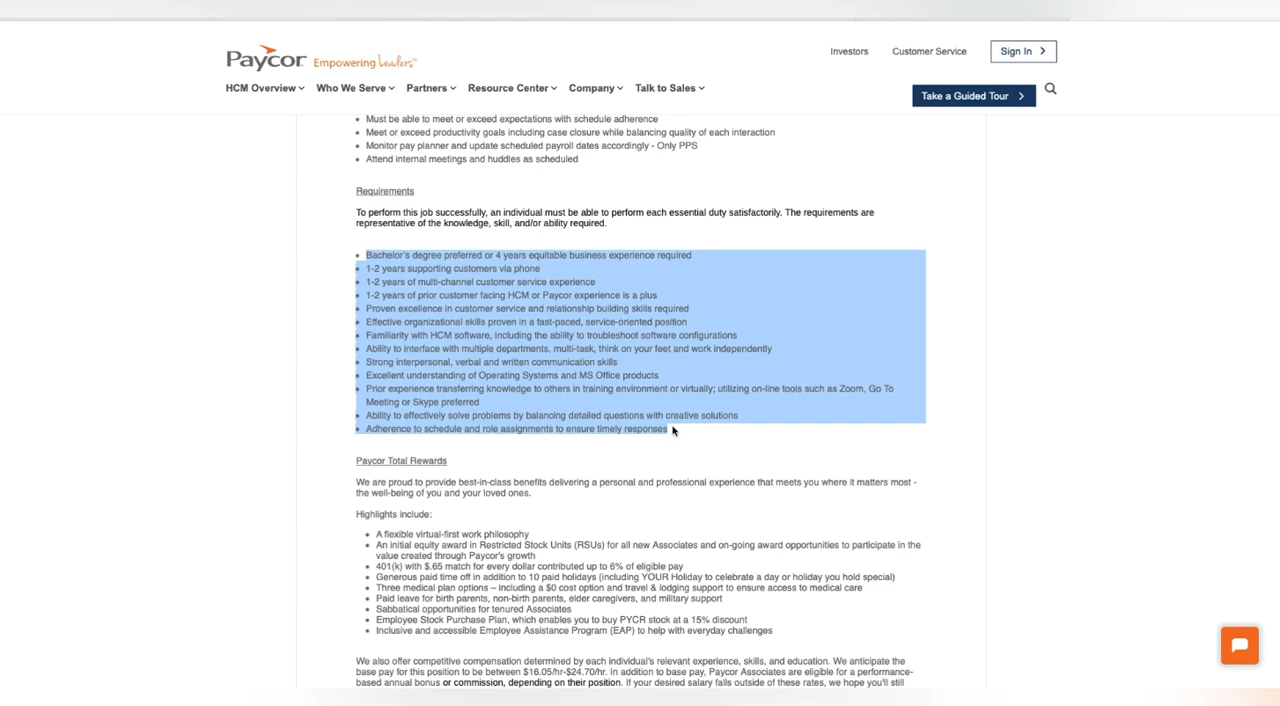 Paycor Empowering Leaders™
Investors Customer Service Sign In
HCM Overview Who We Serve Partners Resource Center Company Talk to Sales
Take a Guided Tour
Must be able to meet or exceed expectations with schedule adherence
Meet or exceed productivity goals including case closure while balancing quality of each interaction
Monitor pay planner and update scheduled payroll dates accordingly - Only PPS
Attend internal meetings and huddles as scheduled
Requirements
To perform this job successfully, an individual must be able to perform each essential duty satisfactorily. The requirements are
representative of the knowledge, skill, and/or ability required.
Bachelor's degree preferred or 4 years equitable business experience required
1-2 years supporting customers via phone
1-2 years of multi-channel customer service experience
1-2 years of prior customer facing HCM or Paycor experience is a plus
Proven excellence in customer service and relationship building skills required
Effective organizational skills proven in a fast-paced, service-oriented position
Familiarity with HCM software, including the ability to troubleshoot software configurations
Ability to interface with multiple departments, multi-task, think on your feet and work independently
Strong interpersonal, verbal and written communication skills
Excellent understanding of Operating Systems and MS Office products
Prior experience transferring knowledge to others in training environment or virtually; utilizing on-line tools such as Zoom, Go To
Meeting or Skype preferred
Ability to effectively solve problems by balancing detailed questions with creative solutions
Adherence to schedule and role assignments to ensure timely responses
Paycor Total Rewards
We are proud to provide best-in-class benefits delivering a personal and professional experience that meets you where it matters most -
the well-being of you and your loved ones.
Highlights include:
A flexible virtual-first work philosophy
An initial equity award in Restricted Stock Units (RSUs) for all new Associates and on-going award opportunities to participate in the
value created through Paycor's growth
401(k) with $.65 match for every dollar contributed up to 6% of eligible pay
Generous paid time off in addition to 10 paid holidays (including YOUR Holiday to celebrate a day or holiday you hold special)
Three medical plan options – including a $0 cost option and travel & lodging support to ensure access to medical care
Paid leave for birth parents, non-birth parents, elder caregivers, and military support
Sabbatical opportunities for tenured Associates
Employee Stock Purchase Plan, which enables you to buy PYCR stock at a 15% discount
Inclusive and accessible Employee Assistance Program (EAP) to help with everyday challenges
We also offer competitive compensation determined by each individual's relevant experience, skills, and education. We anticipate the
base pay for this position to be between $16.05/hr-$24.70/hr. In addition to base pay, Paycor Associates are eligible for a performance-
based annual bonus or commission, depending on their position. If your desired salary falls outside of these rates, we hope you'll still